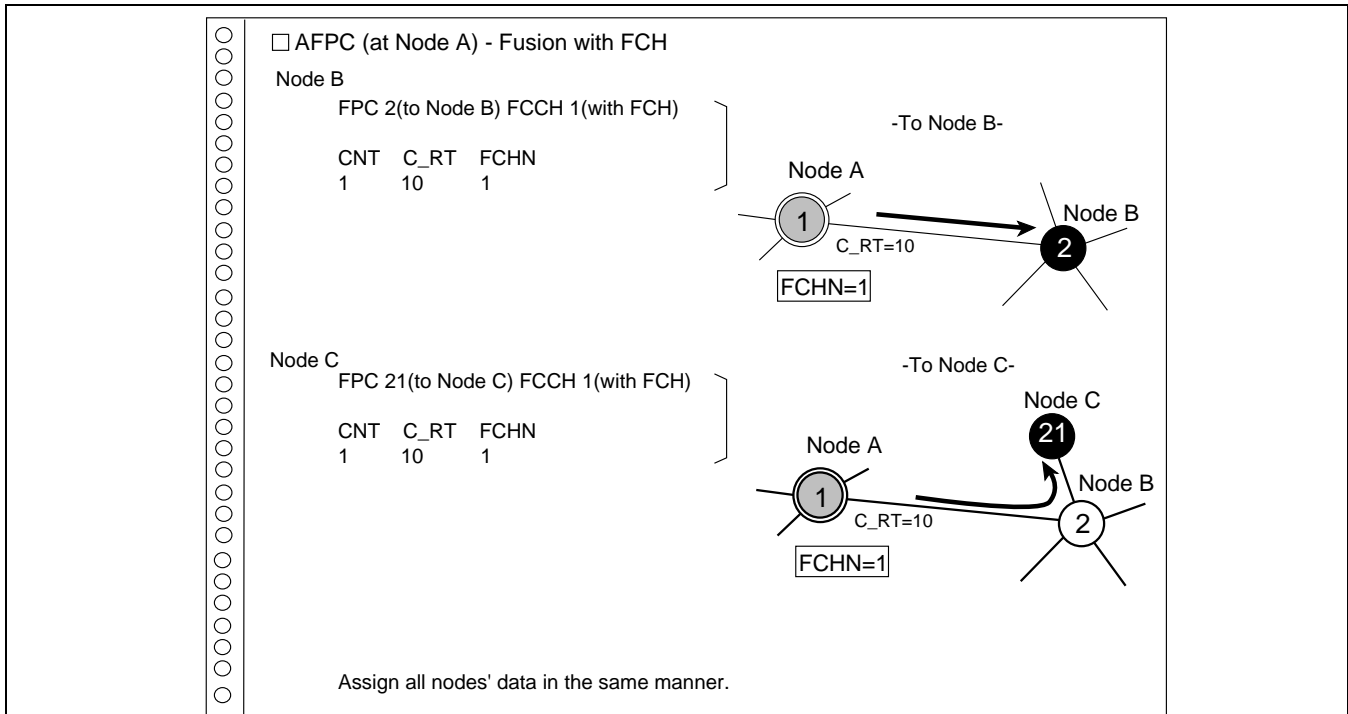 AFPC (at Node A) - Fusion with FCH
Node B
FPC 2(to Node B) FCCH 1(with FCH)
CNT C_RT FCHN
1 10 1
-To Node B-
Node A
1
C_RT=10
FCHN=1
Node B
2
Node C
FPC 21(to Node C) FCCH 1(with FCH)
CNT C_RT FCHN
1 10 1
-To Node C-
Node C
21
Node A
1
C_RT=10
FCHN=1
Node B
2
Assign all nodes' data in the same manner.